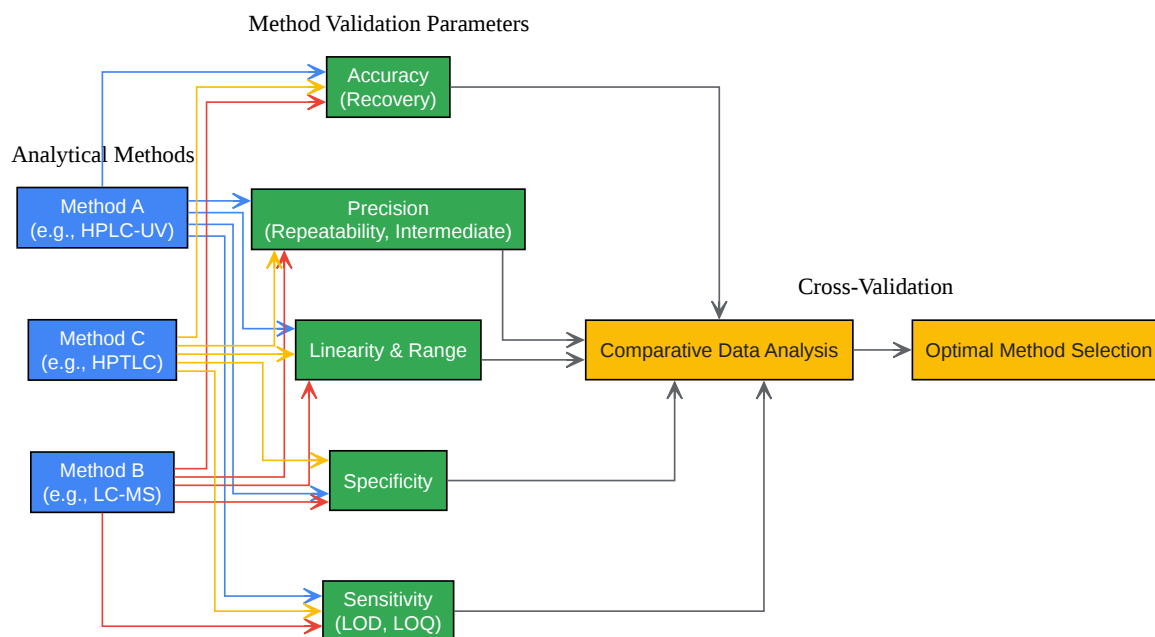 Method Validation Parameters
Accuracy
(Recovery)
Analytical Methods
Method A
(e.g., HPLC-UV)
Precision
(Repeatability, Intermediate)
Cross-Validation
Method C
(e.g., HPTLC)
Linearity & Range
Comparative Data Analysis
Optimal Method Selection
Method B
(e.g., LC-MS)
Specificity
Sensitivity
(LOD, LOQ)